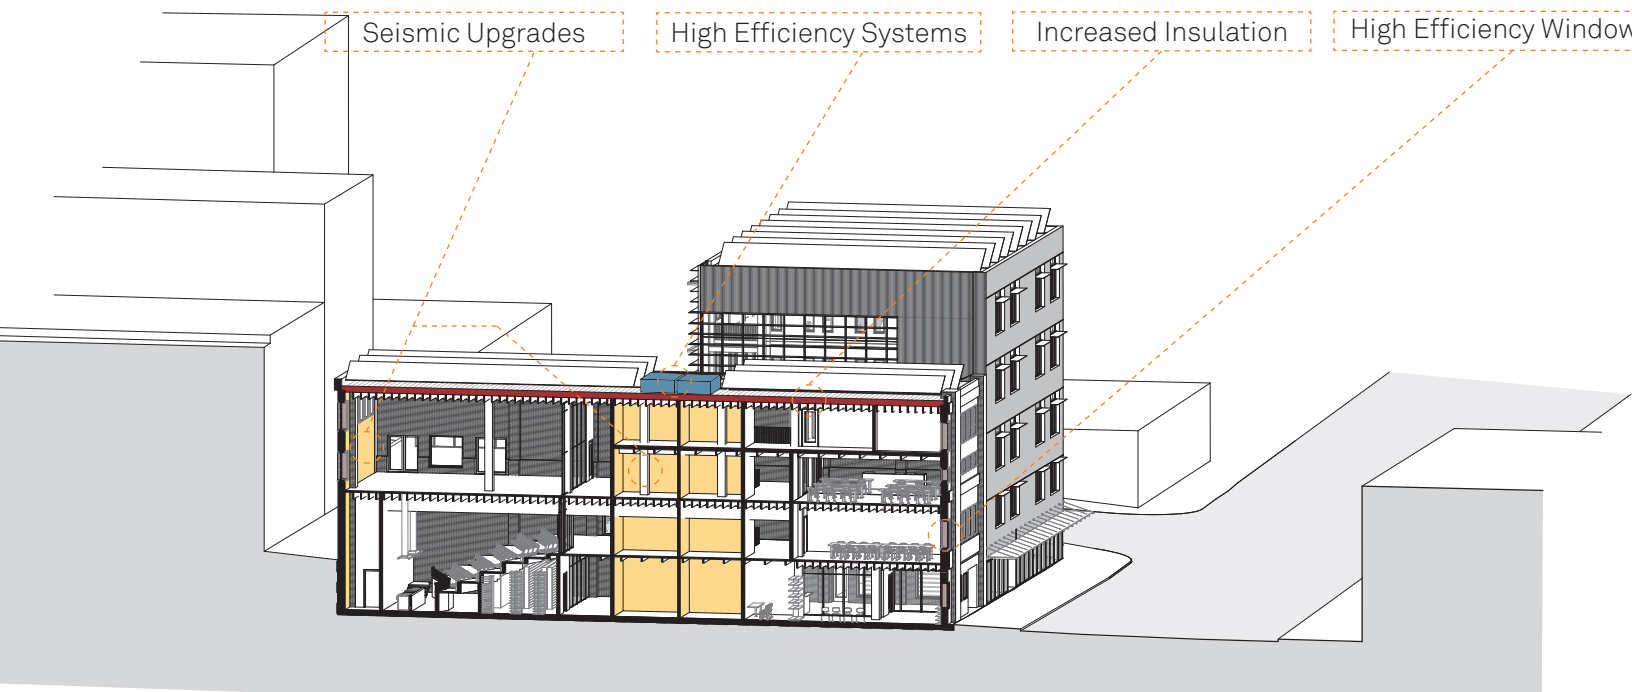 Seismic Upgrades
High Efficiency Systems
Increased Insulation
High Efficiency Window